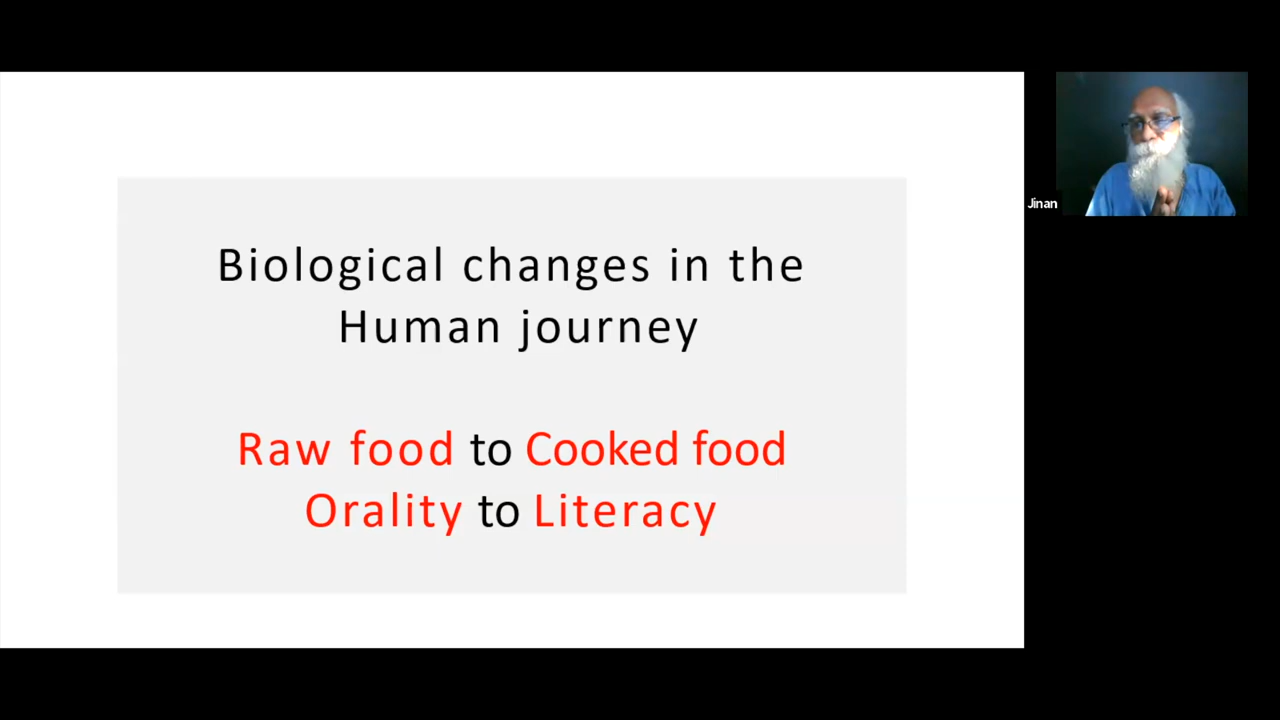 Biological changes in the
Human journey
Raw food to Cooked food
Orality to Literacy
Jinan